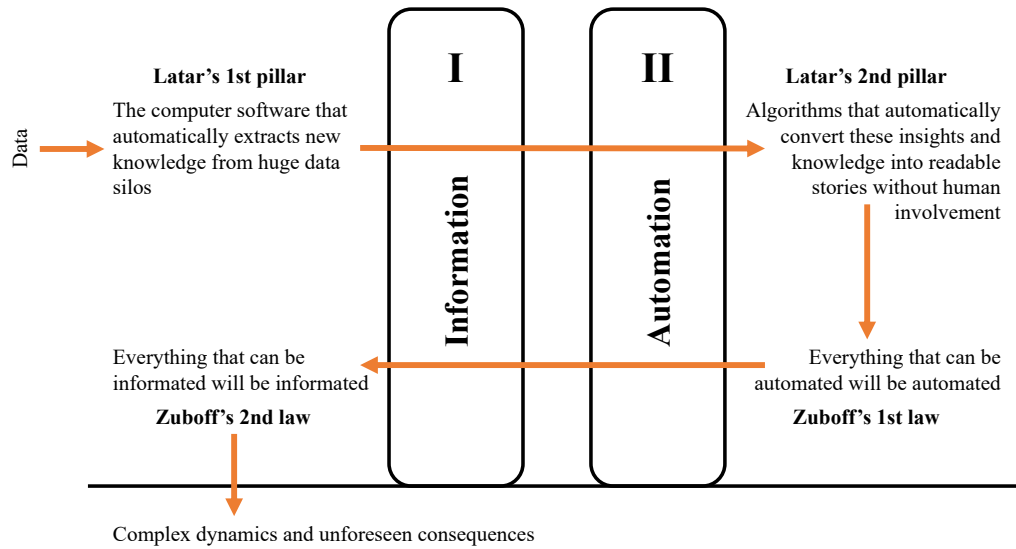 Data
Latar's 1st pillar
The computer software that
automatically extracts new
knowledge from huge data
silos
I
Information
II
Automation
Latar's 2nd pillar
Algorithms that automatically
convert these insights and
knowledge into readable
stories without human
involvement
Everything that can be
automated will be automated
Zuboff's 1st law
Everything that can be
informated will be informated
Zuboff's 2nd law
Complex dynamics and unforeseen consequences